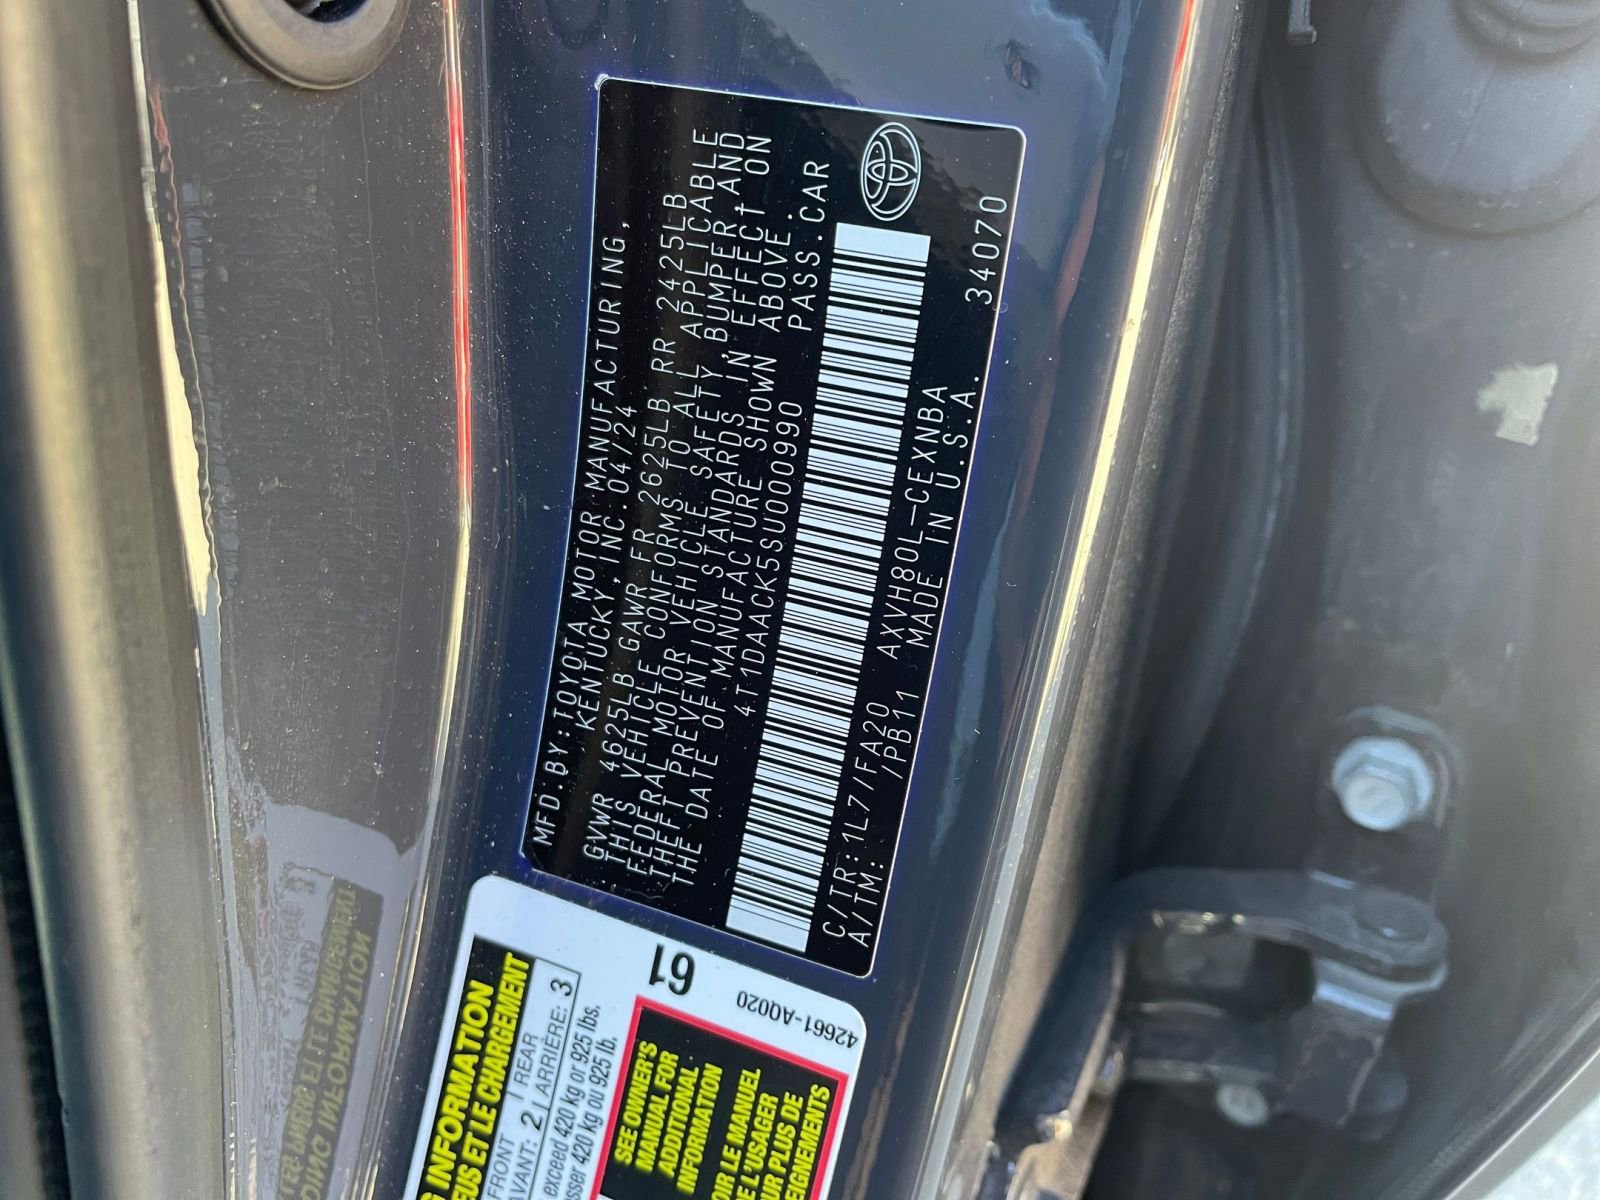 MFD.BY:TOYOTA MOTOR MANUFACTURING,
KENTUCKY,INC.04/24
GVWR 4625LB GAWR FR 2625LB RR 2425LB
THIS VEHICLE CONFORMS TO ALL APPLICABLE
FEDERAL MOTOR VEHICLE SAFETY,BUMPER,AND
THEFT PREVENTION STANDARDS IN EFFECT ON
THE DATE OF MANUFACTURE SHOWN ABOVE.
4T1DAACK5SU000990 PASS.CAR
C/TR:1L7/FA20 AXVH80L-CEXNBA
A/TM: /PB11 MADE IN U.S.A. 34070
INFORMATION
ET LE CHARGEMENT
FRONT
AVANT: 2
REAR
ARRIÈRE: 3
exceed 420 kg or 925 lbs.
420 kg ou 925 lb.
61
42661-AQ020
SEE OWNER'S
MANUAL FOR
ADDITIONAL
INFORMATION
LE MANUEL
DE L'USAGER
PLUS DE